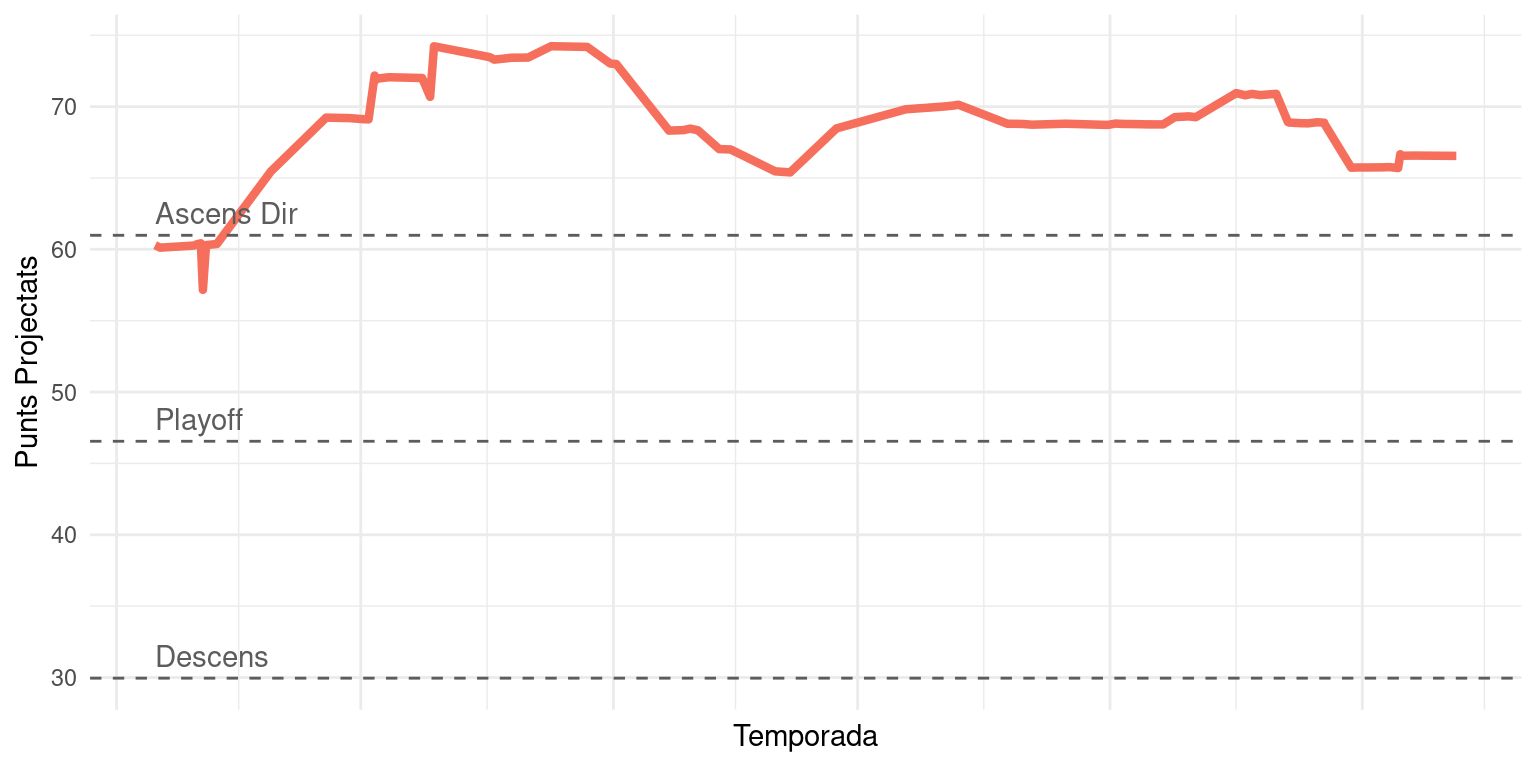 70
Ascens Dir
60
50
Playoff
40
Descens
30
Punts Projectats
Temporada